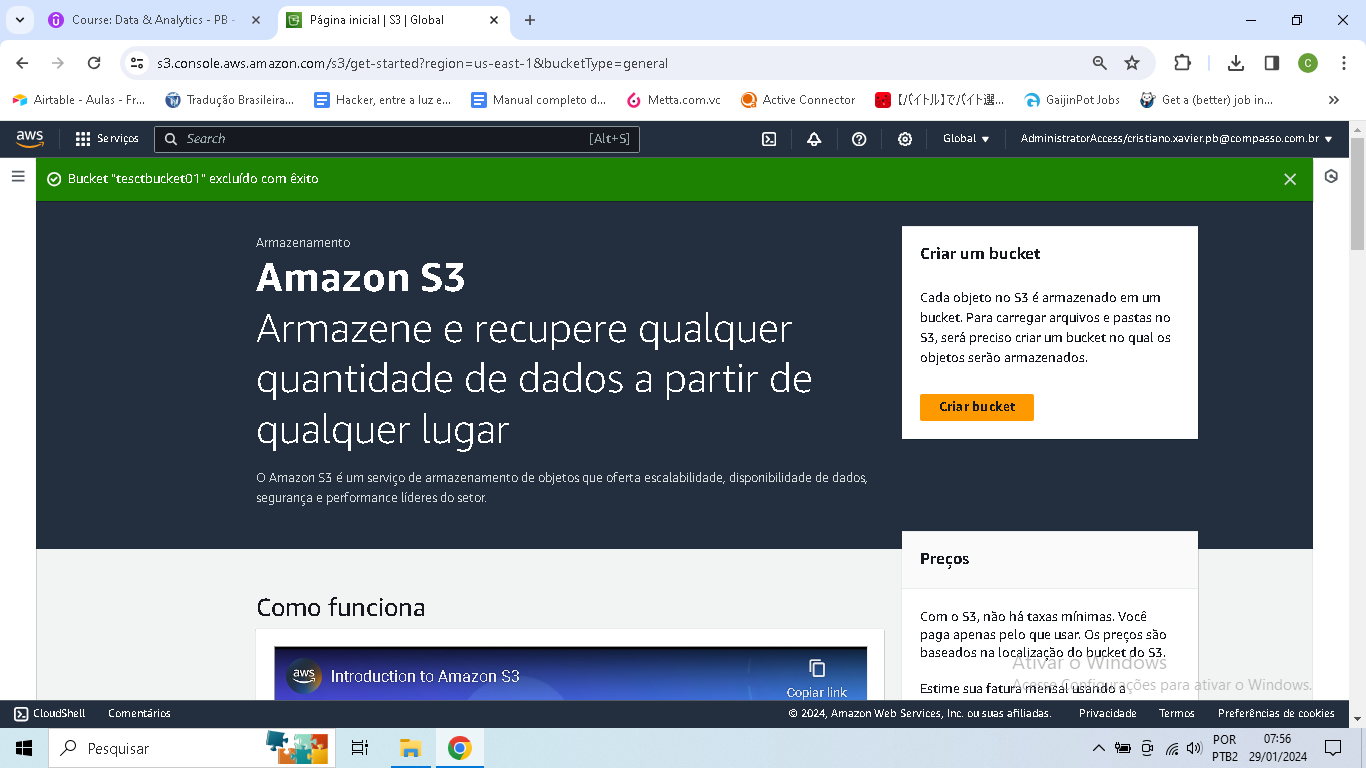 Course: Data & Analytics - PB -
Página inicial | S3 | Global
s3.console.aws.amazon.com/s3/get-started?region=us-east-1&bucketType=general
C
Airtable - Aulas - Fr...
Tradução Brasileira...
Hacker, entre a luz e...
Manual completo d...
Metta.com.vc
Active Connector
【バイトル】でバイト選...
GaijinPot Jobs
Get a (better) job in...
aws
Serviços
Search
[Alt+S]
Global
AdministratorAccess/cristiano.xavier.pb@compasso.com.br
Bucket "tesctbucket01" excluído com êxito
Armazenamento
Amazon S3
Armazene e recupere qualquer
quantidade de dados a partir de
qualquer lugar
O Amazon S3 é um serviço de armazenamento de objetos que oferta escalabilidade, disponibilidade de dados,
segurança e performance líderes do setor.
Criar um bucket
Cada objeto no S3 é armazenado em um
bucket. Para carregar arquivos e pastas no
S3, será preciso criar um bucket no qual os
objetos serão armazenados.
Criar bucket
Preços
Com o S3, não há taxas mínimas. Você
paga apenas pelo que usar. Os preços são
baseados na localização do bucket do S3.
Estime sua fatura mensal usando a
Como funciona
aws
Introduction to Amazon S3
Copiar link
Ativar o Windows
Acesse Configurações para ativar o Windows.
CloudShell
Comentários
© 2024, Amazon Web Services, Inc. ou suas afiliadas.
Privacidade
Termos
Preferências de cookies
Pesquisar
POR
PTB2
07:56
29/01/2024